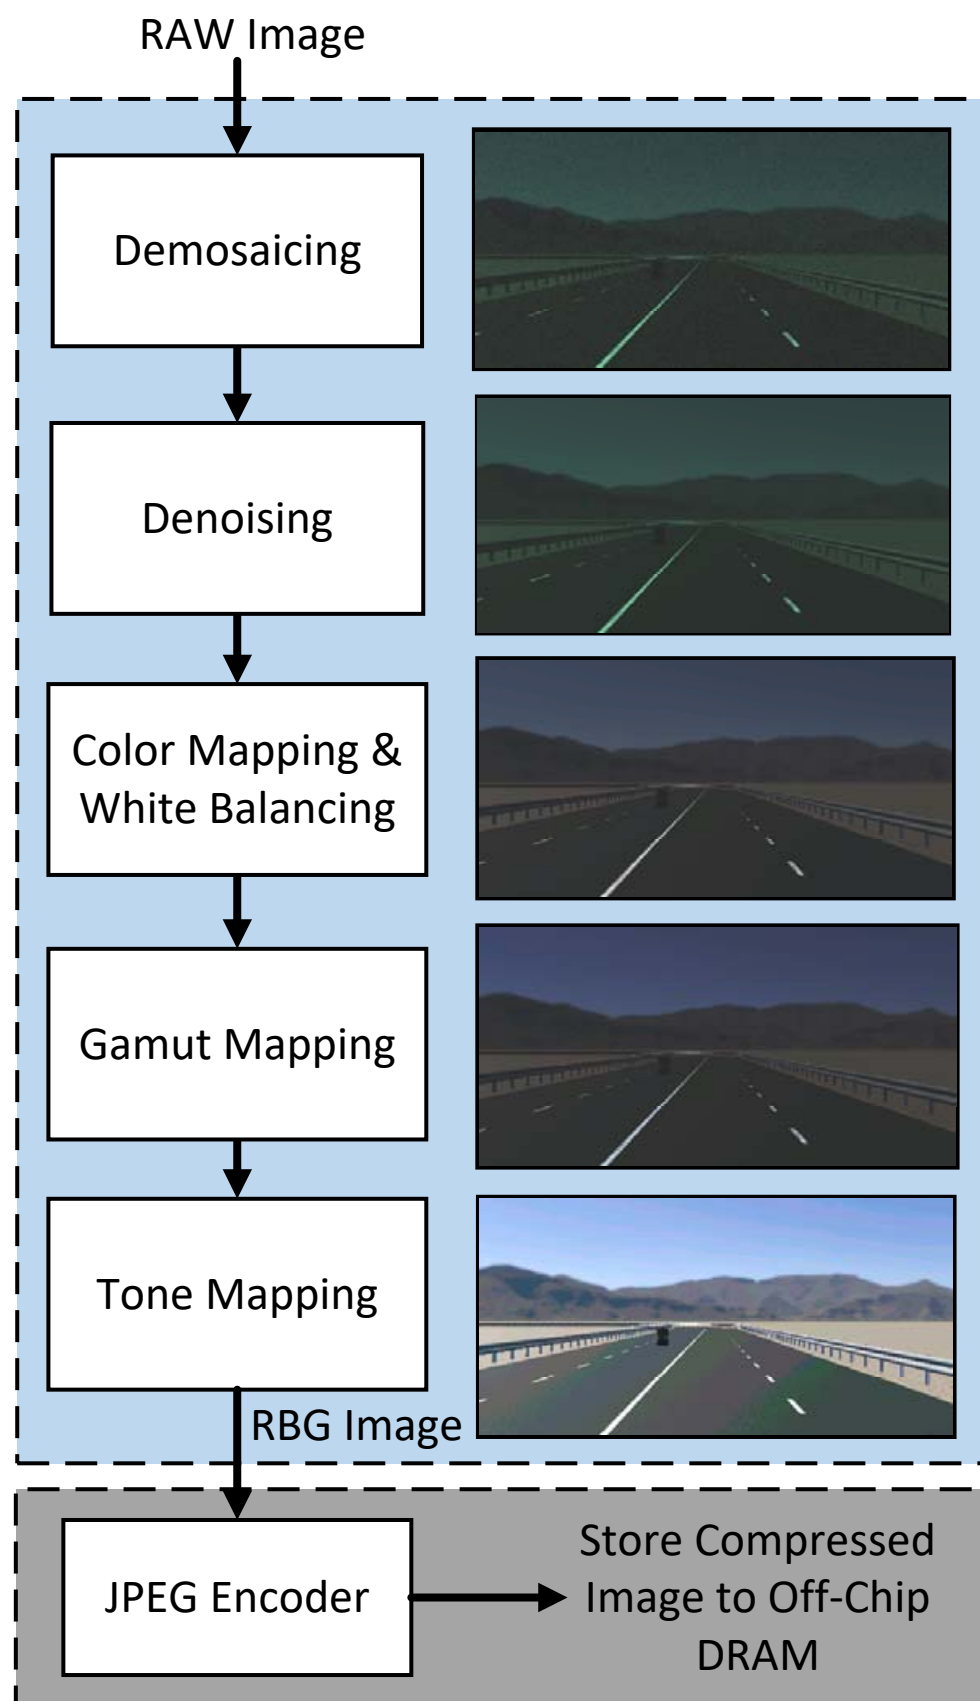 RAW Image
Demosaicing
Denoising
Color Mapping &
White Balancing
Gamut Mapping
Tone Mapping
RBG Image
JPEG Encoder
Store Compressed
Image to Off-Chip
DRAM